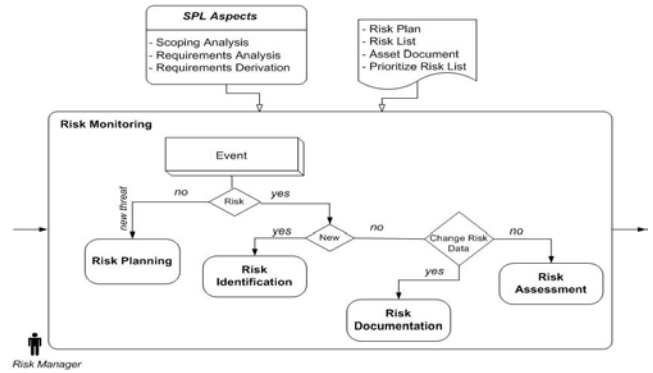 SPL Aspects
- Scoping Analysis
- Requirements Analysis
- Requirements Derivation
- Risk Plan
- Risk List
- Asset Document
- Prioritize Risk List
Risk Monitoring
Event
new threat
no
Risk
yes
yes
New
no
Change Risk
Data
no
Risk Planning
Risk
Identification
yes
Risk
Assessment
Risk
Documentation
Risk Manager